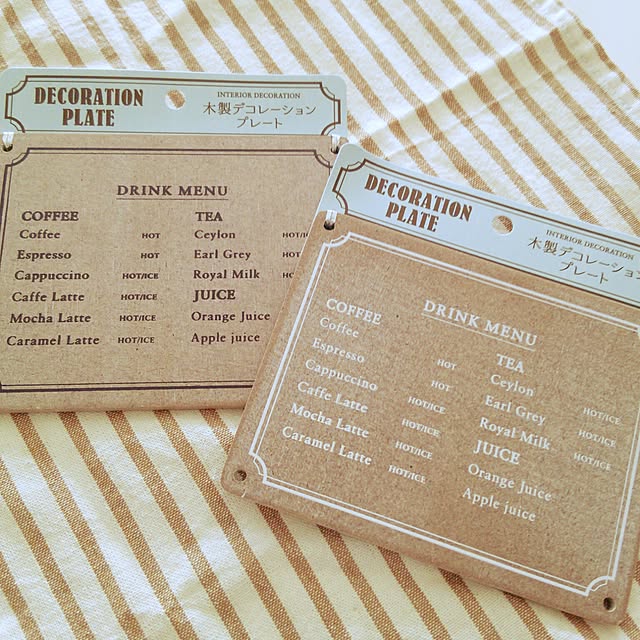 DECORATION
PLATE
INTERIOR DECORATION
木製デコレーション
プレート
DRINK MENU
COFFEE
Coffee HOT
Espresso HOT
Cappuccino HOT/ICE
Caffe Latte HOT/ICE
Mocha Latte HOT/ICE
Caramel Latte HOT/ICE
TEA
Ceylon
Earl Grey
Royal Milk
JUICE
Orange Juice
Apple juice
DECORATION
PLATE
INTERIOR DECORATION
木製デコレーション
プレート
DRINK MENU
COFFEE
Coffee HOT
Espresso HOT
Cappuccino HOT/ICE
Caffe Latte HOT/ICE
Mocha Latte HOT/ICE
Caramel Latte HOT/ICE
TEA
Ceylon HOT/ICE
Earl Grey HOT/ICE
Royal Milk HOT/ICE
JUICE
Orange Juice
Apple juice